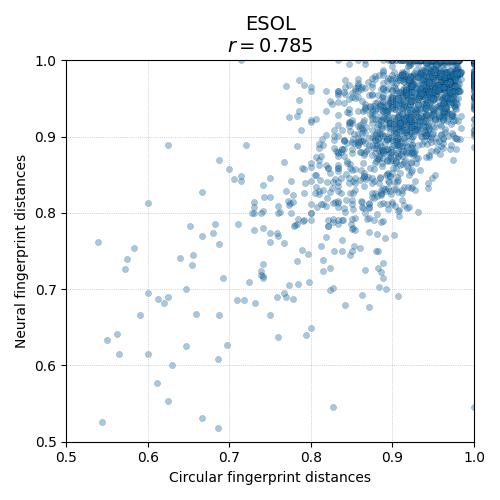 ESOL
r = 0.785
Neural fingerprint distances
1.0
0.9
0.8
0.7
0.6
0.5
0.5 0.6 0.7 0.8 0.9 1.0
Circular fingerprint distances